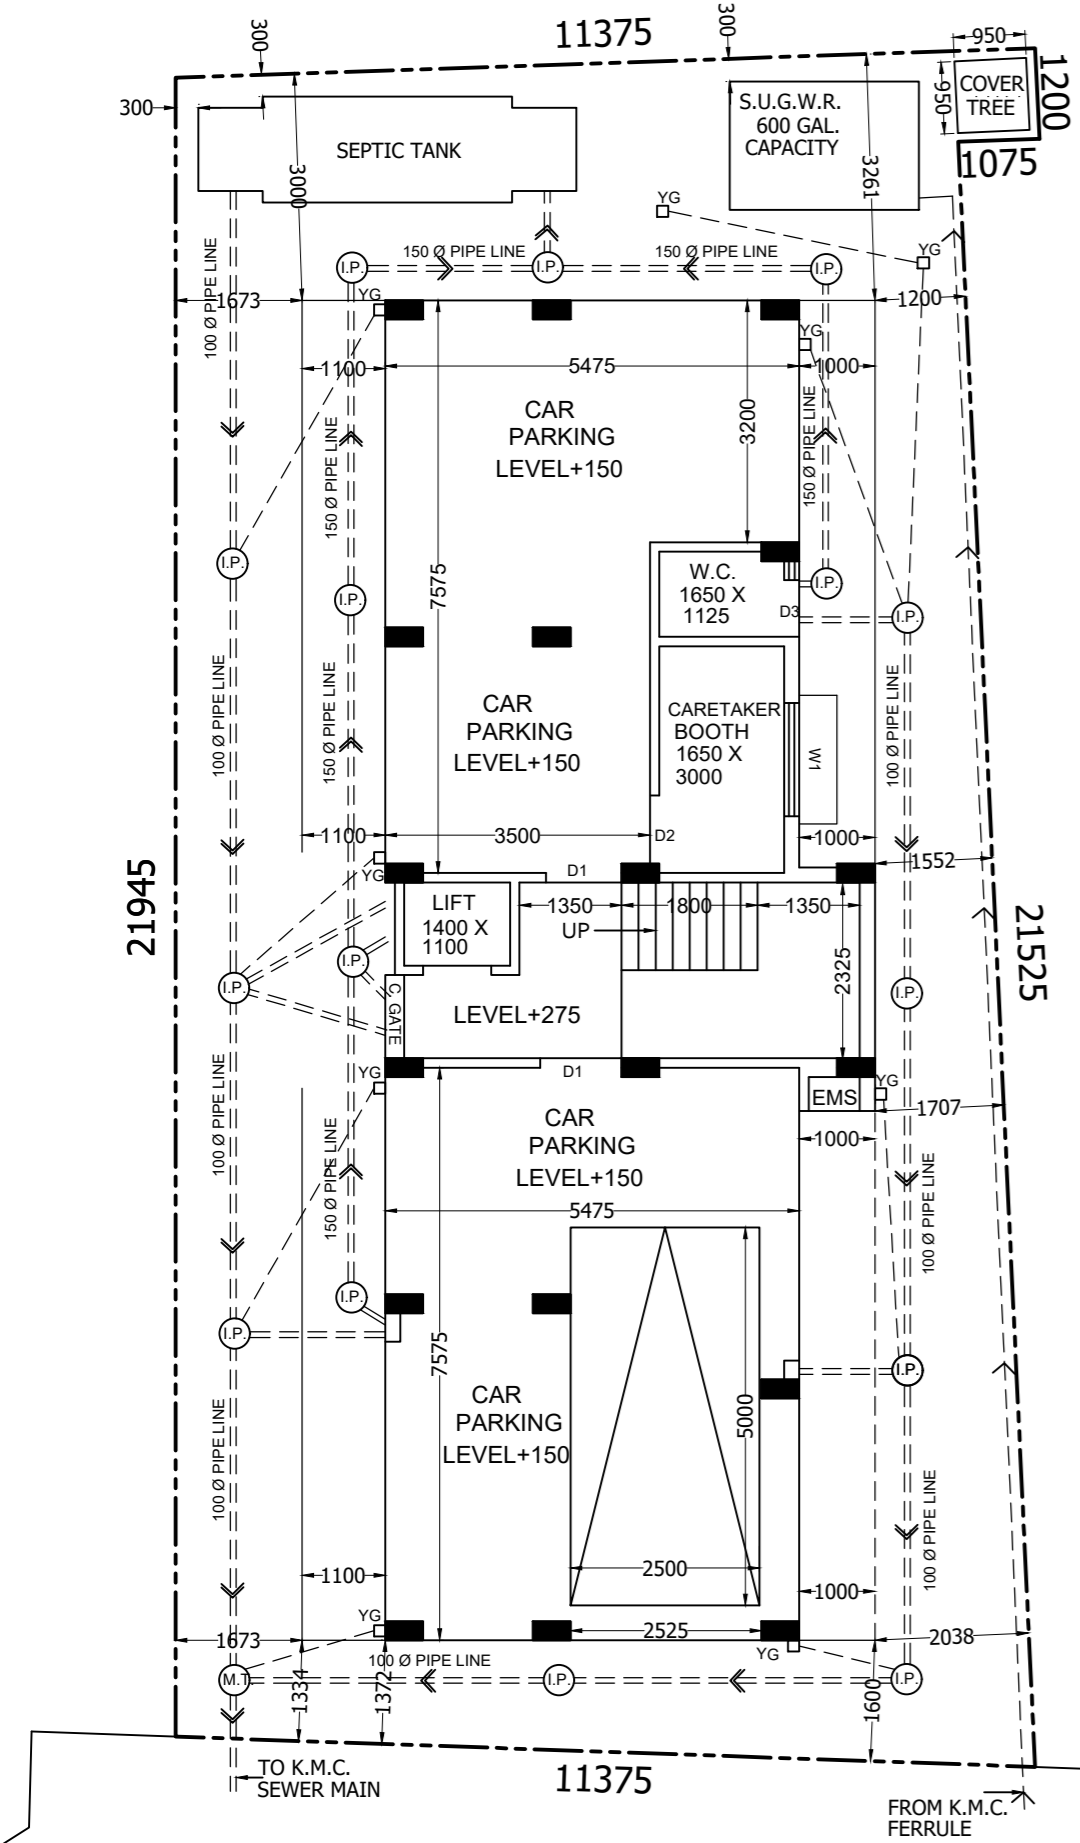 11375
300
300
950
1200
950
COVER
TREE
1075
300
SEPTIC TANK
S.U.G.W.R.
600 GAL.
CAPACITY
3000
3261
YG
YG
100 Ø PIPE LINE
150 Ø PIPE LINE
150 Ø PIPE LINE
I.P.
I.P.
I.P.
1673
YG
1200
YG
1100
5475
1000
CAR
PARKING
LEVEL+150
3200
150 Ø PIPE LINE
150 Ø PIPE LINE
I.P.
I.P.
7575
W.C.
1650 X
1125
D3
I.P.
I.P.
100 Ø PIPE LINE
150 Ø PIPE LINE
CAR
PARKING
LEVEL+150
CARETAKER
BOOTH
1650 X
3000
W1
100 Ø PIPE LINE
1100
3500
D2
1000
1552
21945
YG
D1
LIFT
1400 X
1100
1350
1800
1350
UP
2325
21525
I.P.
I.P.
I.P.
C. GATE
LEVEL+275
YG
D1
EMS
YG
1707
100 Ø PIPE LINE
150 Ø PIPE LINE
CAR
PARKING
LEVEL+150
1000
5475
100 Ø PIPE LINE
I.P.
I.P.
7575
I.P.
CAR
PARKING
LEVEL+150
5000
100 Ø PIPE LINE
100 Ø PIPE LINE
1100
2500
1000
YG
2525
1673
YG
2038
M.T.
1334
1372
100 Ø PIPE LINE
I.P.
I.P.
1600
TO K.M.C.
SEWER MAIN
11375
FROM K.M.C.
FERRULE